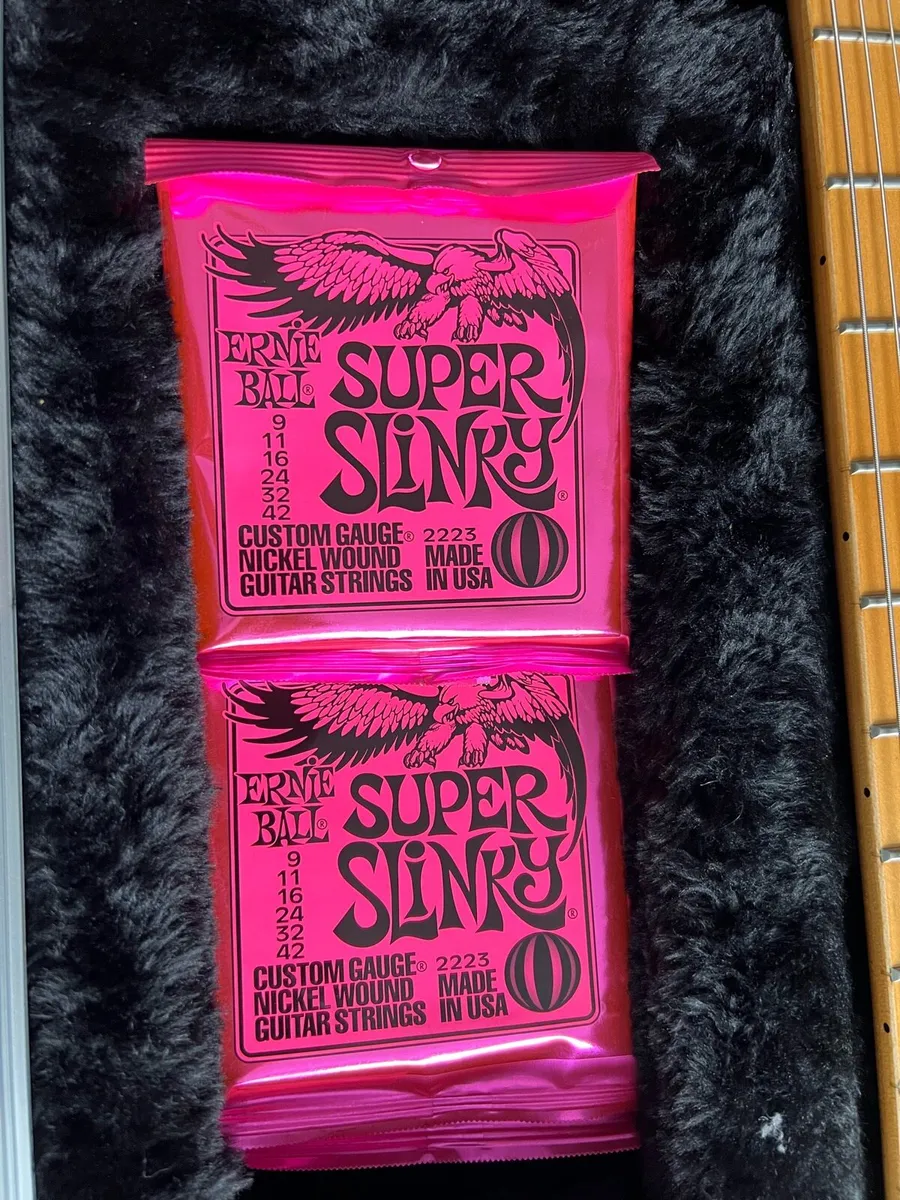 ERNiE
BALL®
SUPER
SLiNKY®
9
11
16
24
32
42
CUSTOM GAUGE® 2223
NICKEL WOUND MADE
GUITAR STRINGS IN USA
ERNiE
BALL®
SUPER
SLiNKY®
9
11
16
24
32
42
CUSTOM GAUGE® 2223
NICKEL WOUND MADE
GUITAR STRINGS IN USA